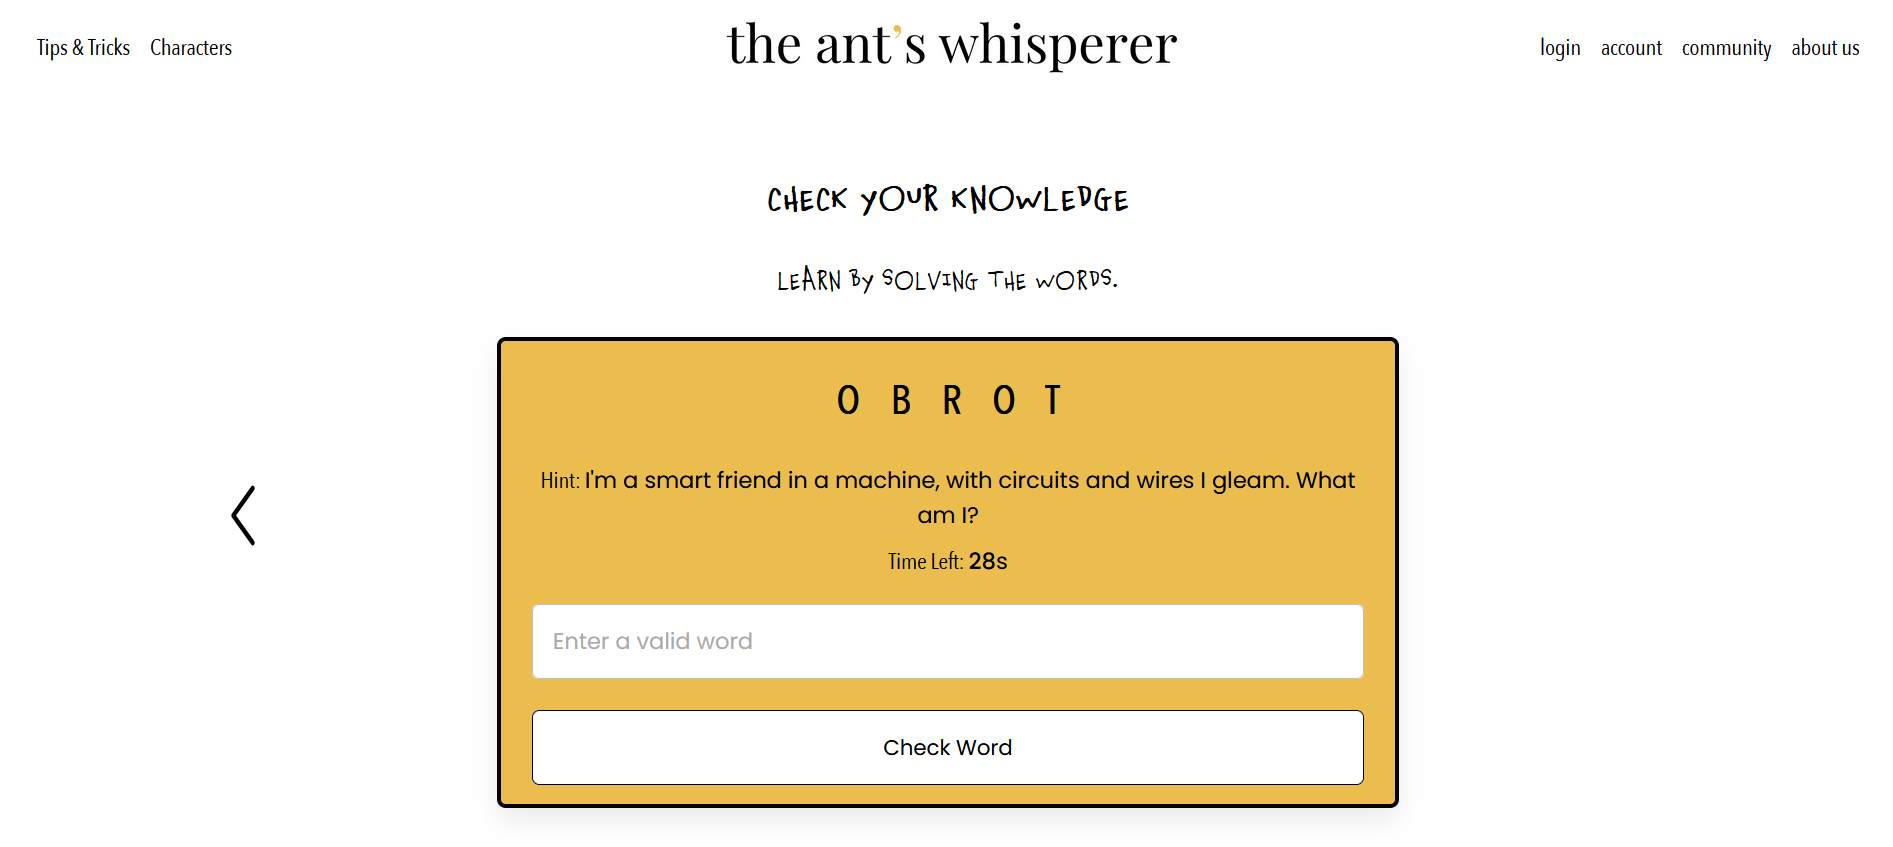 Tips & Tricks Characters the ant's whisperer login account community about us
CHECK YOUR KNOWLEDGE
LEARN BY SOLVING THE WORDS.
O B R O T
Hint: I'm a smart friend in a machine, with circuits and wires I gleam. What
am I?
Time Left: 28s
Enter a valid word
Check Word